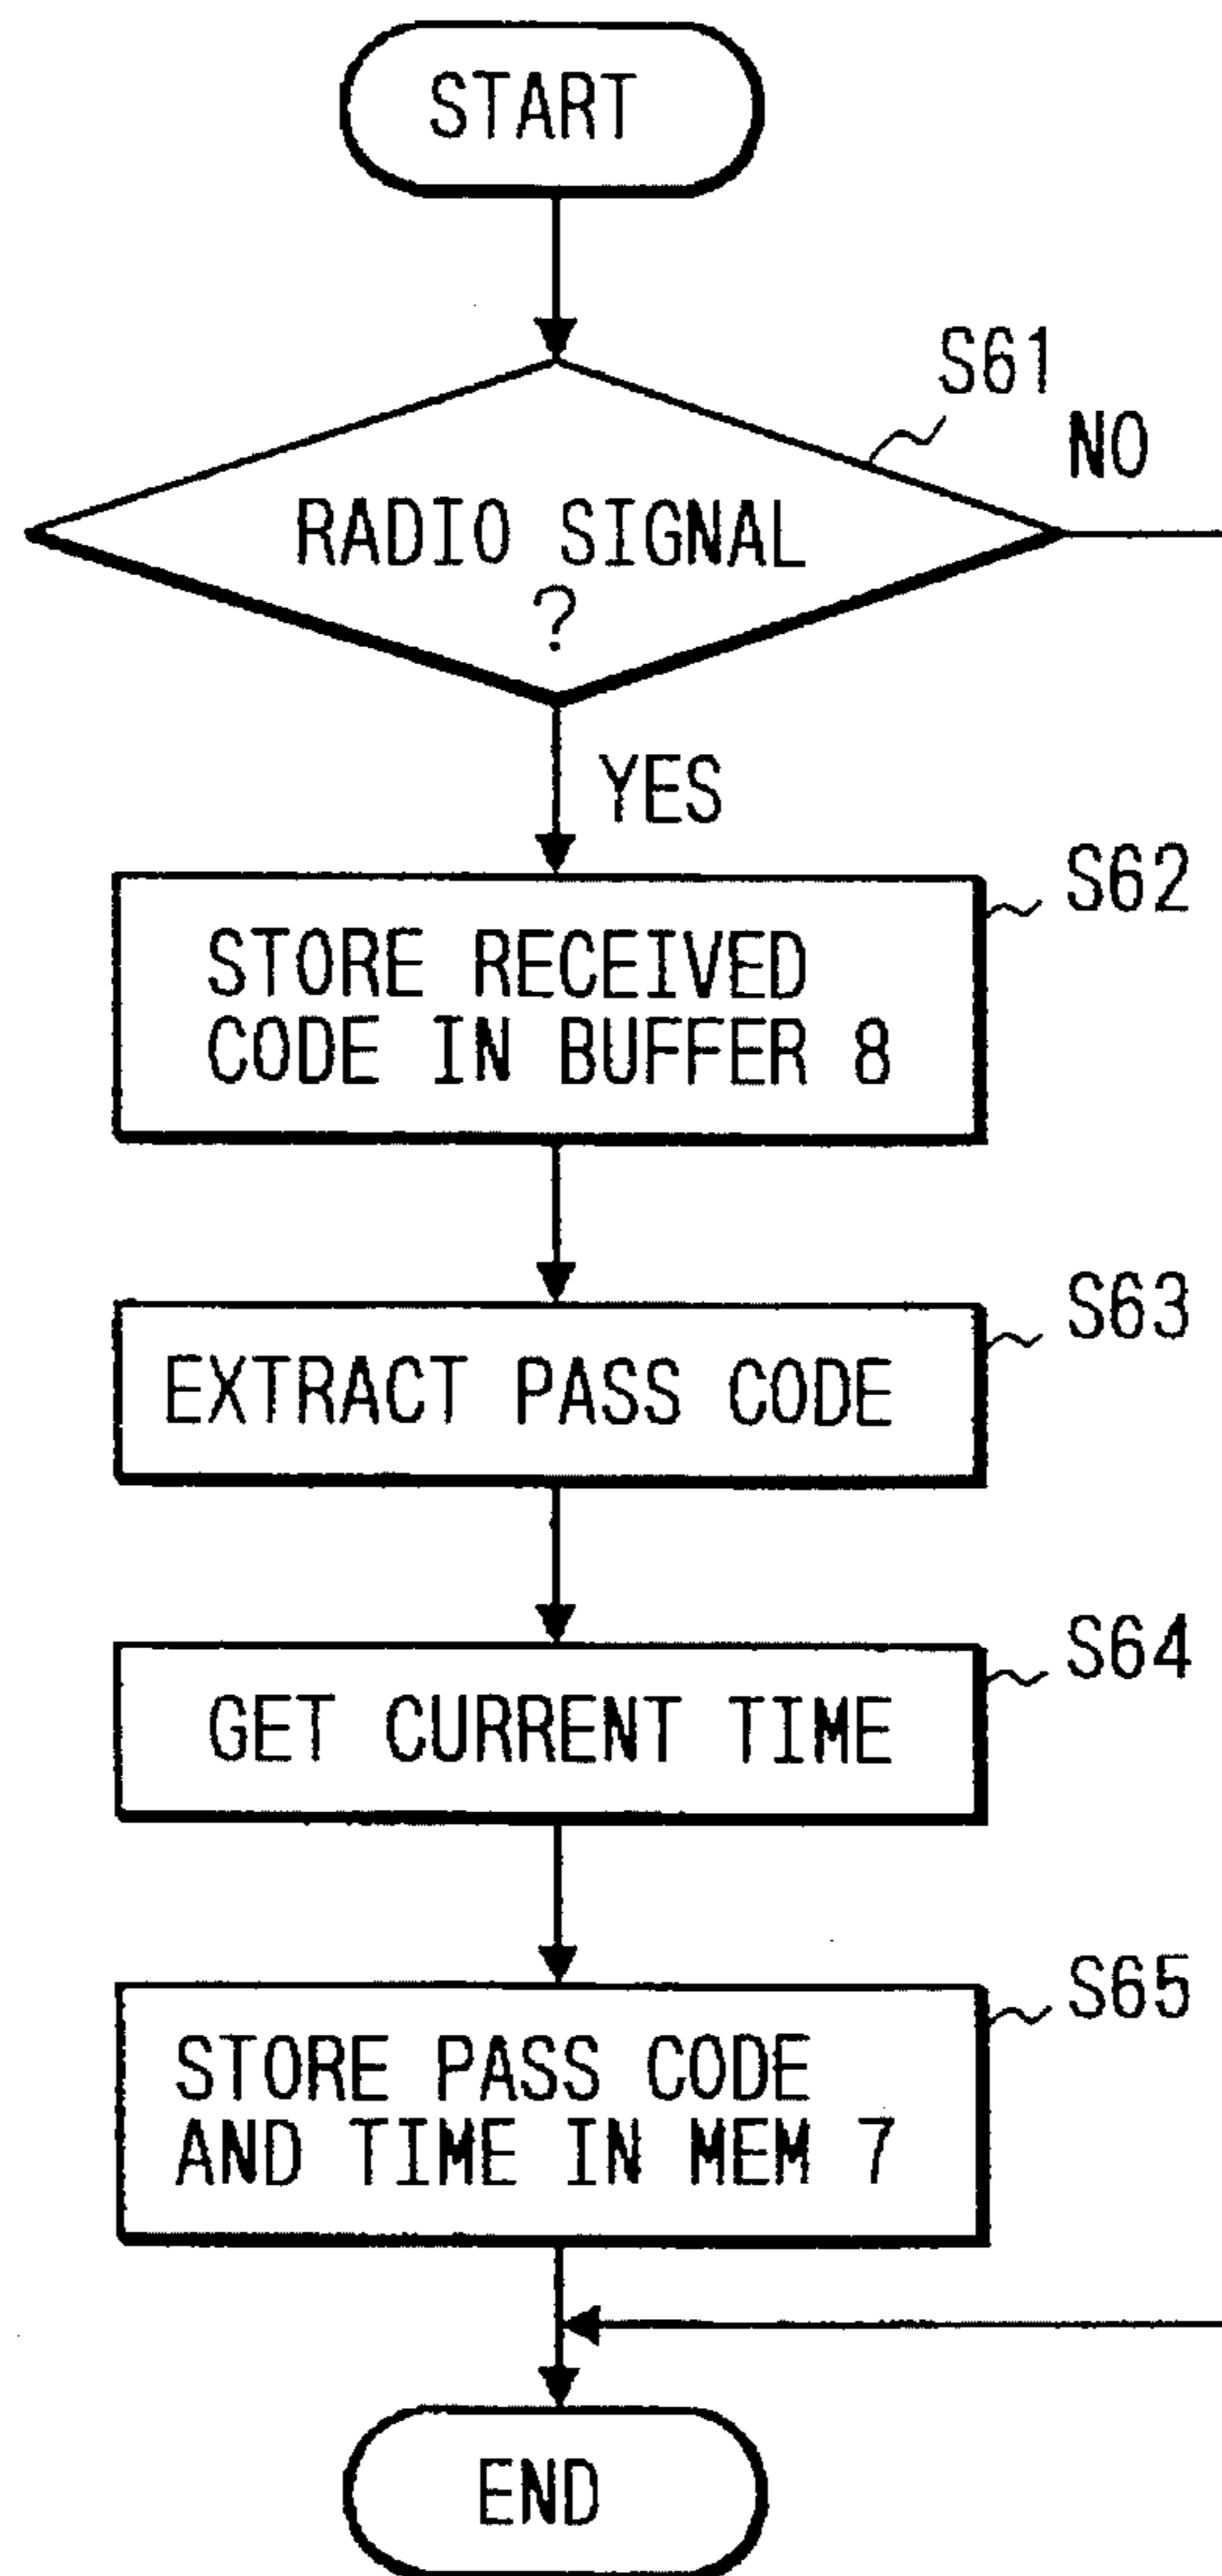 START
S61
NO
RADIO SIGNAL
?
YES
S62
STORE RECEIVED
CODE IN BUFFER 8
S63
EXTRACT PASS CODE
S64
GET CURRENT TIME
S65
STORE PASS CODE
AND TIME IN MEM 7
END